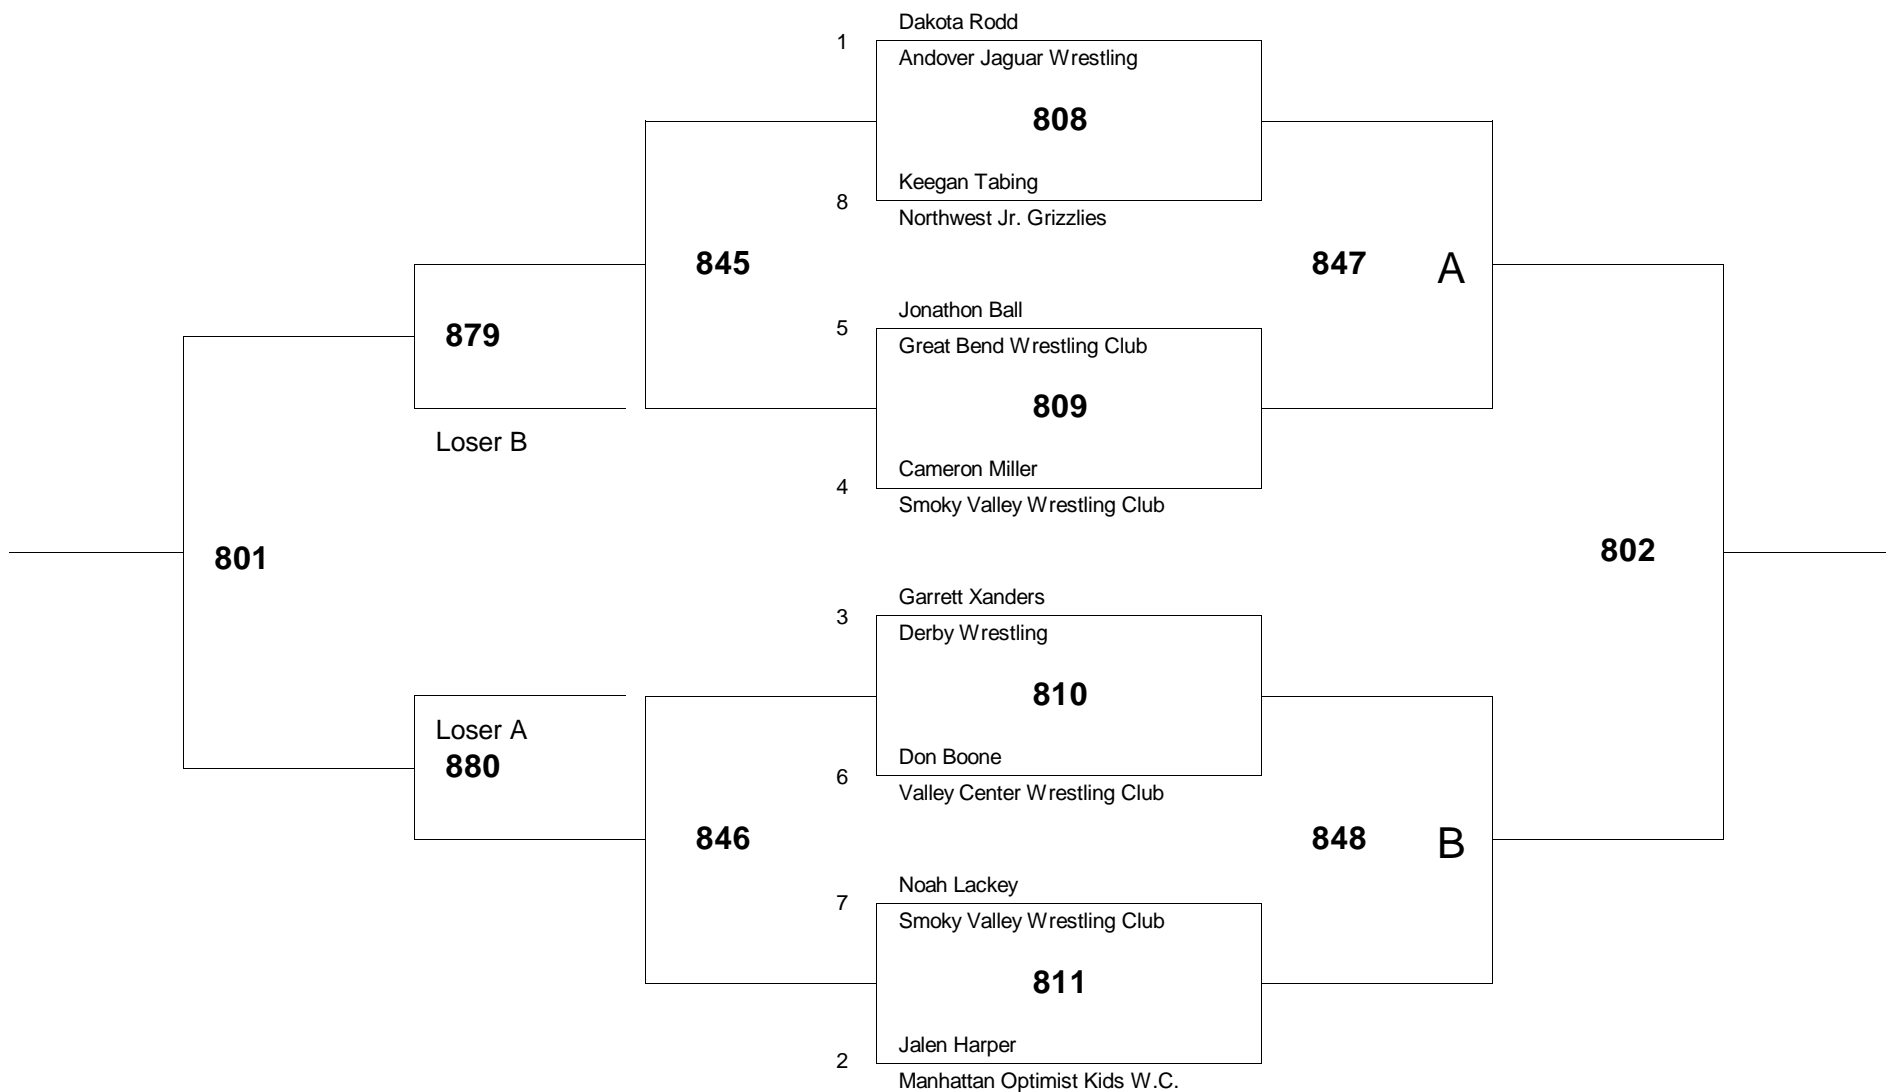 Dakota Rodd
1
Andover Jaguar Wrestling
808
Keegan Tabing
8
Northwest Jr. Grizzlies
845
847 A
Jonathon Ball
5
Great Bend Wrestling Club
879
809
Loser B
Cameron Miller
4
Smoky Valley Wrestling Club
801
802
Garrett Xanders
3
Derby Wrestling
810
Loser A
880
Don Boone
6
Valley Center Wrestling Club
846
848 B
Noah Lackey
7
Smoky Valley Wrestling Club
811
Jalen Harper
2
Manhattan Optimist Kids W.C.